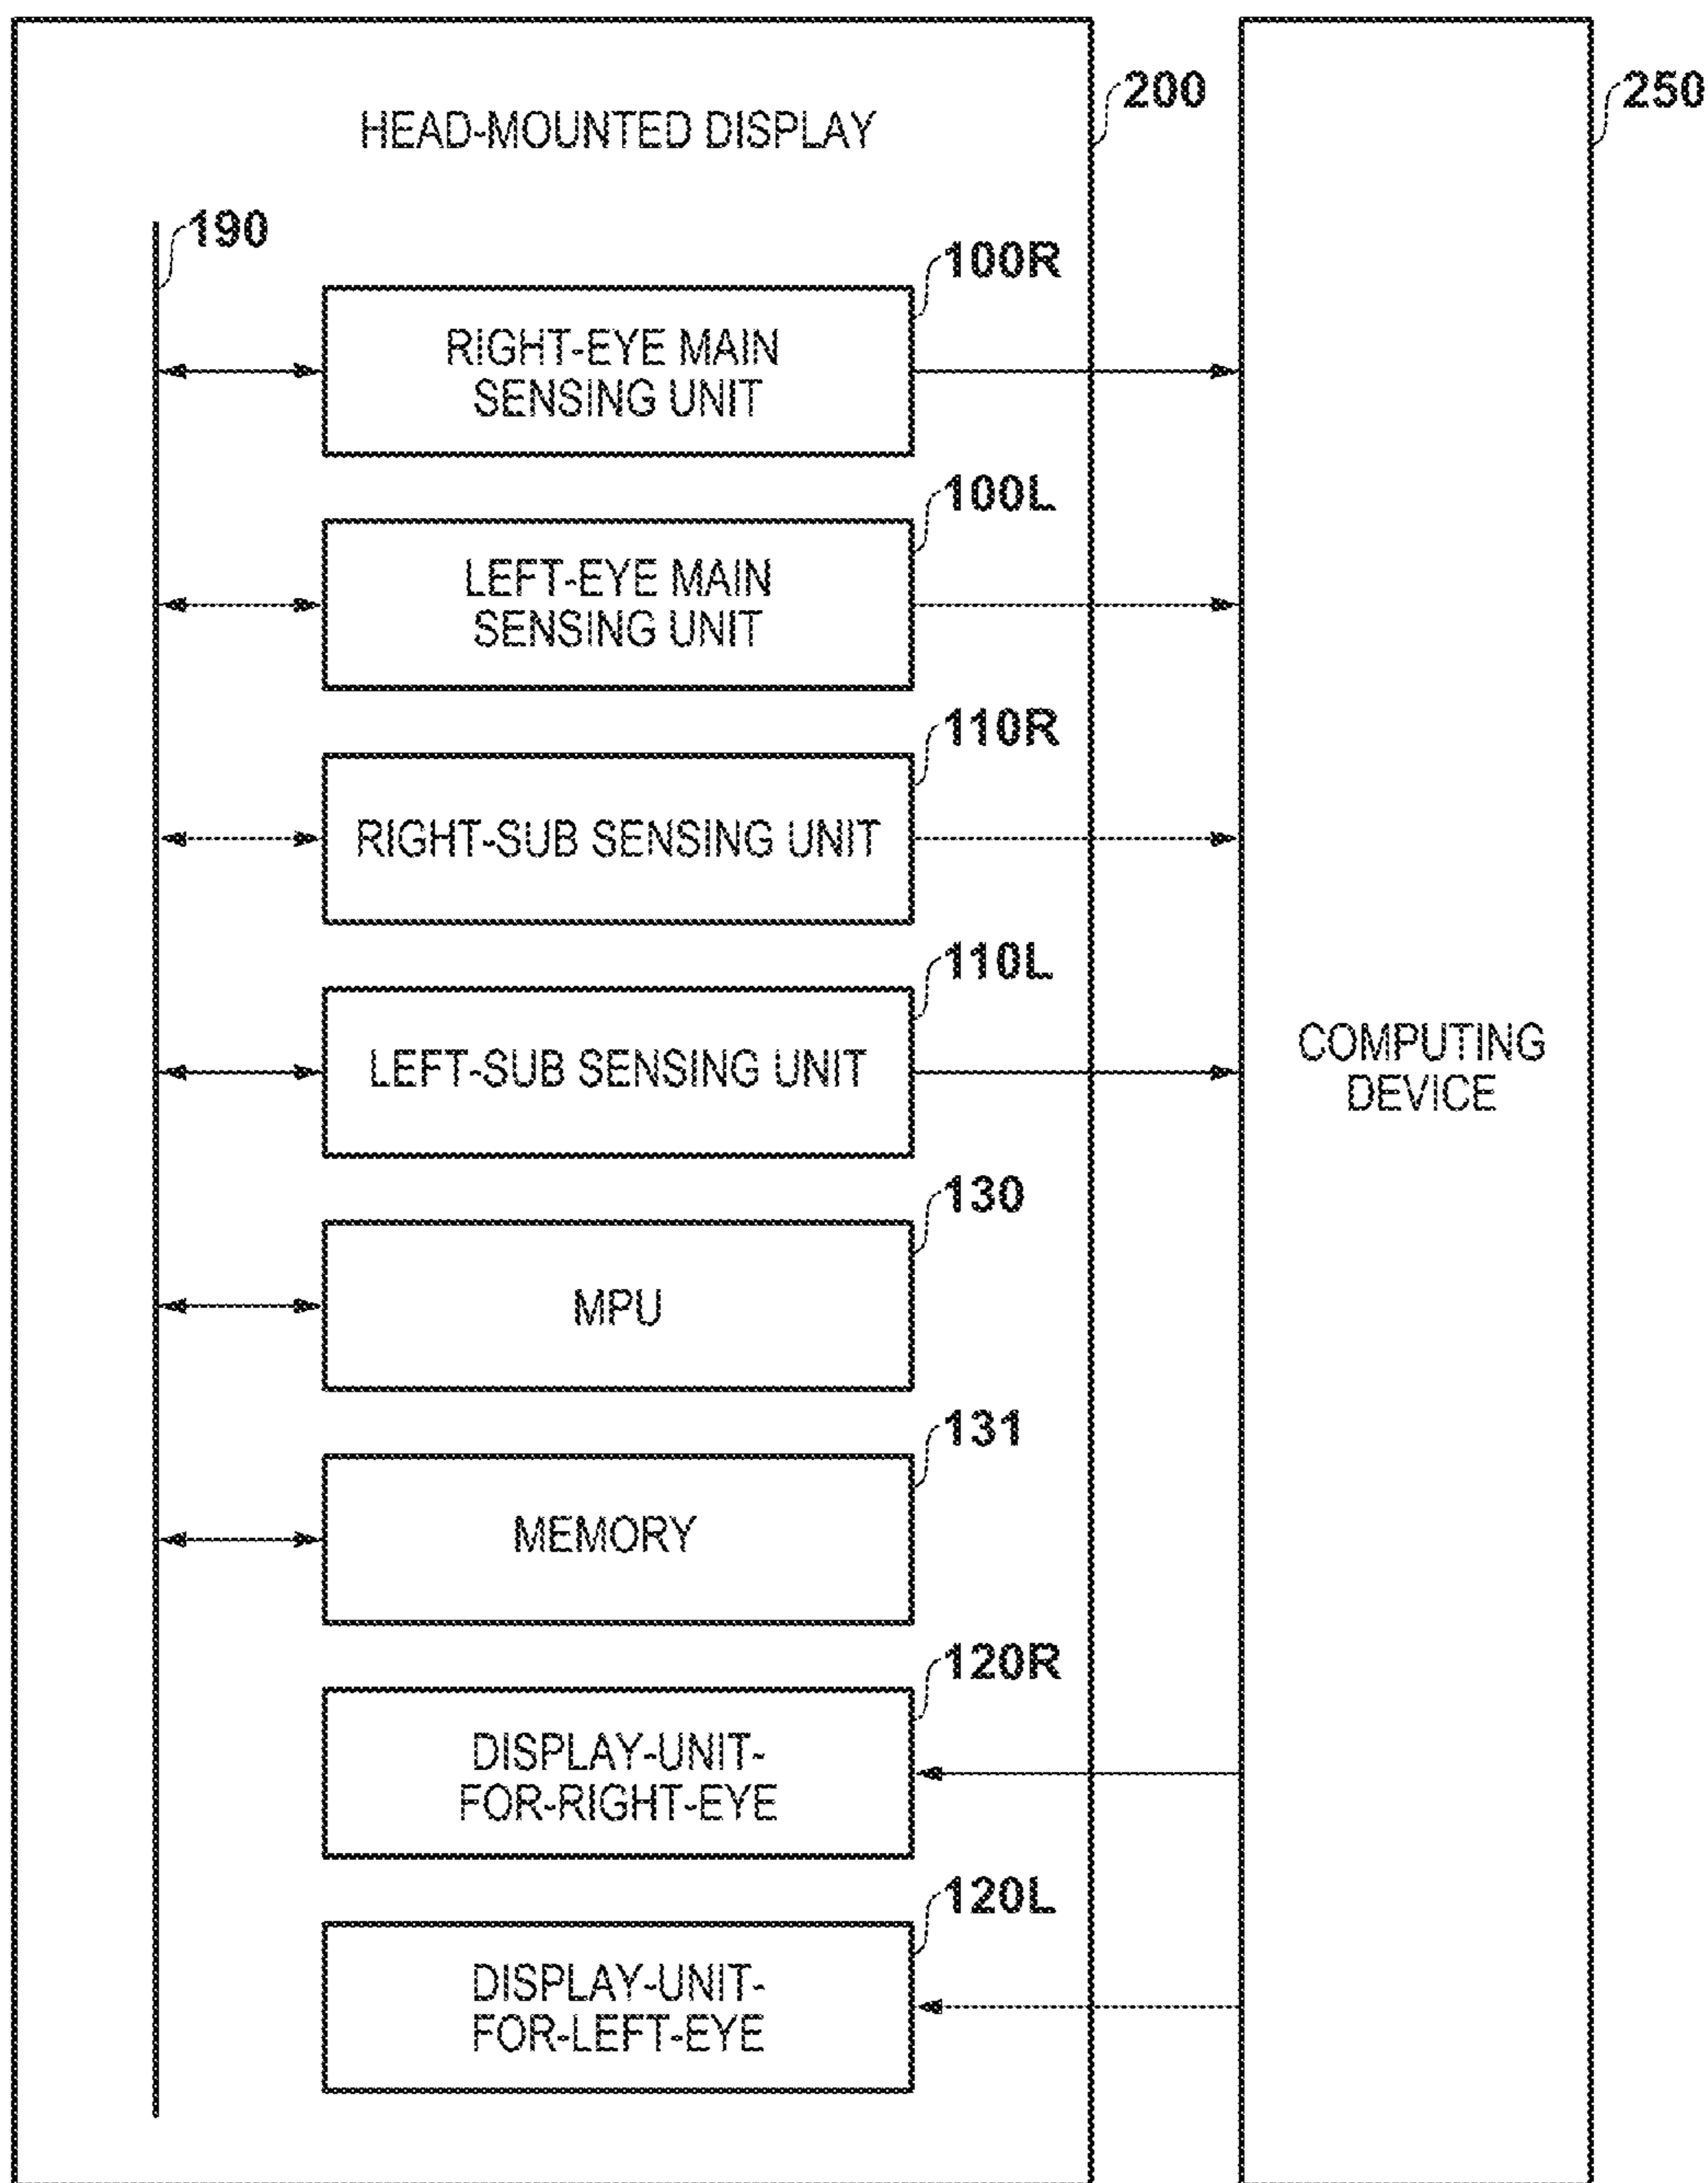 200
250
HEAD-MOUNTED DISPLAY
190
100R
RIGHT-EYE MAIN
SENSING UNIT
100L
LEFT-EYE MAIN
SENSING UNIT
110R
RIGHT-SUB SENSING UNIT
110L
LEFT-SUB SENSING UNIT
COMPUTING
DEVICE
130
MPU
131
MEMORY
120R
DISPLAY-UNIT-
FOR-RIGHT-EYE
120L
DISPLAY-UNIT-
FOR-LEFT-EYE